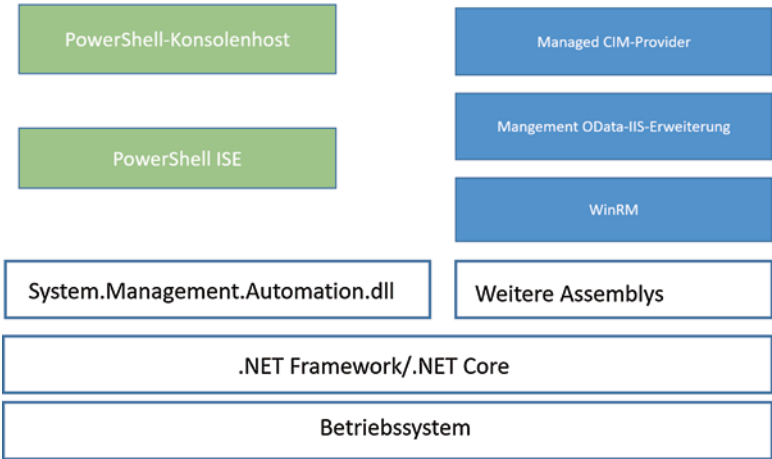 PowerShell-Konsolenhost
Managed CIM-Provider
Mangement OData-IIS-Erweiterung
PowerShell ISE
WinRM
System.Management.Automation.dll
Weitere Assemblys
.NET Framework/.NET Core
Betriebssystem